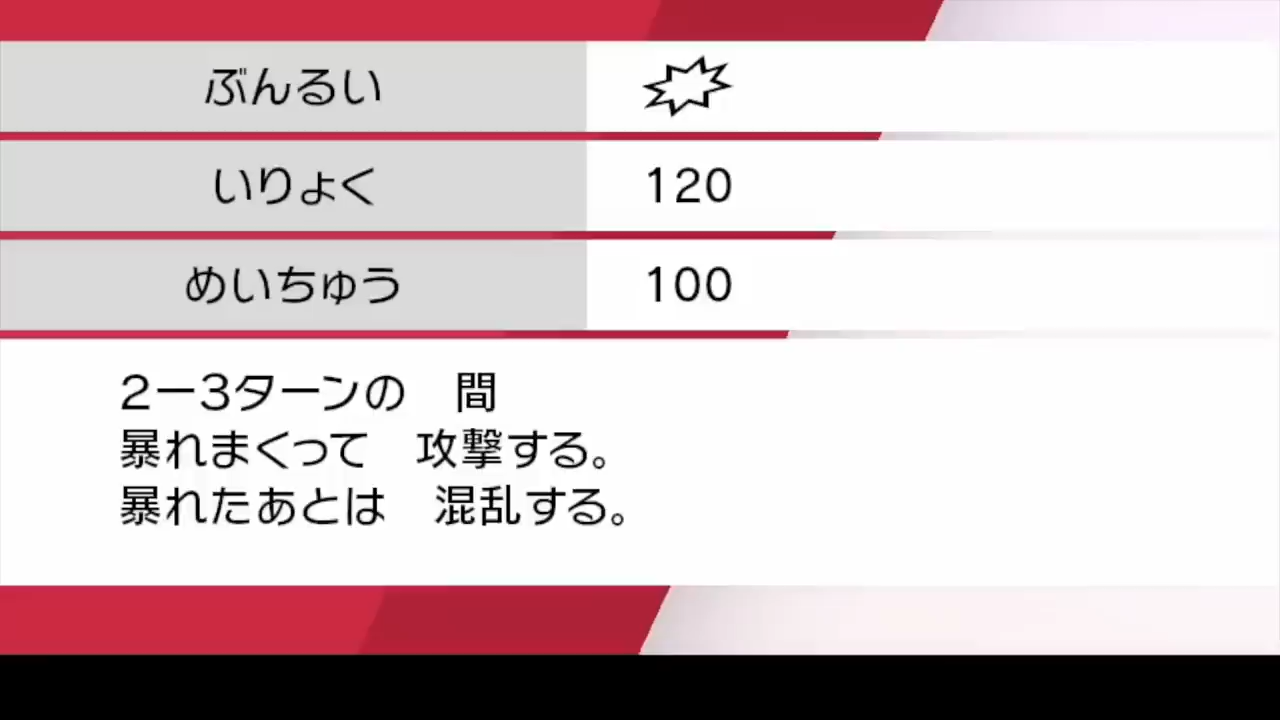 ぶんるい
いりょく 120
めいちゅう 100
2ー3ターンの　間
暴れまくって　攻撃する。
暴れたあとは　混乱する。